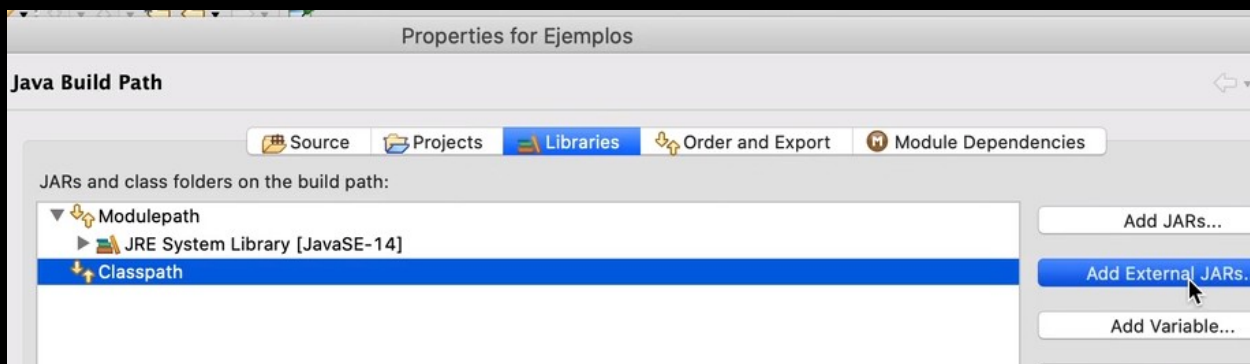 Properties for Ejemplos
Java Build Path
Source Projects Libraries Order and Export Module Dependencies
JARs and class folders on the build path:
Modulepath
Add JARs...
JRE System Library [JavaSE-14]
Classpath
Add External JARs..
Add Variable...